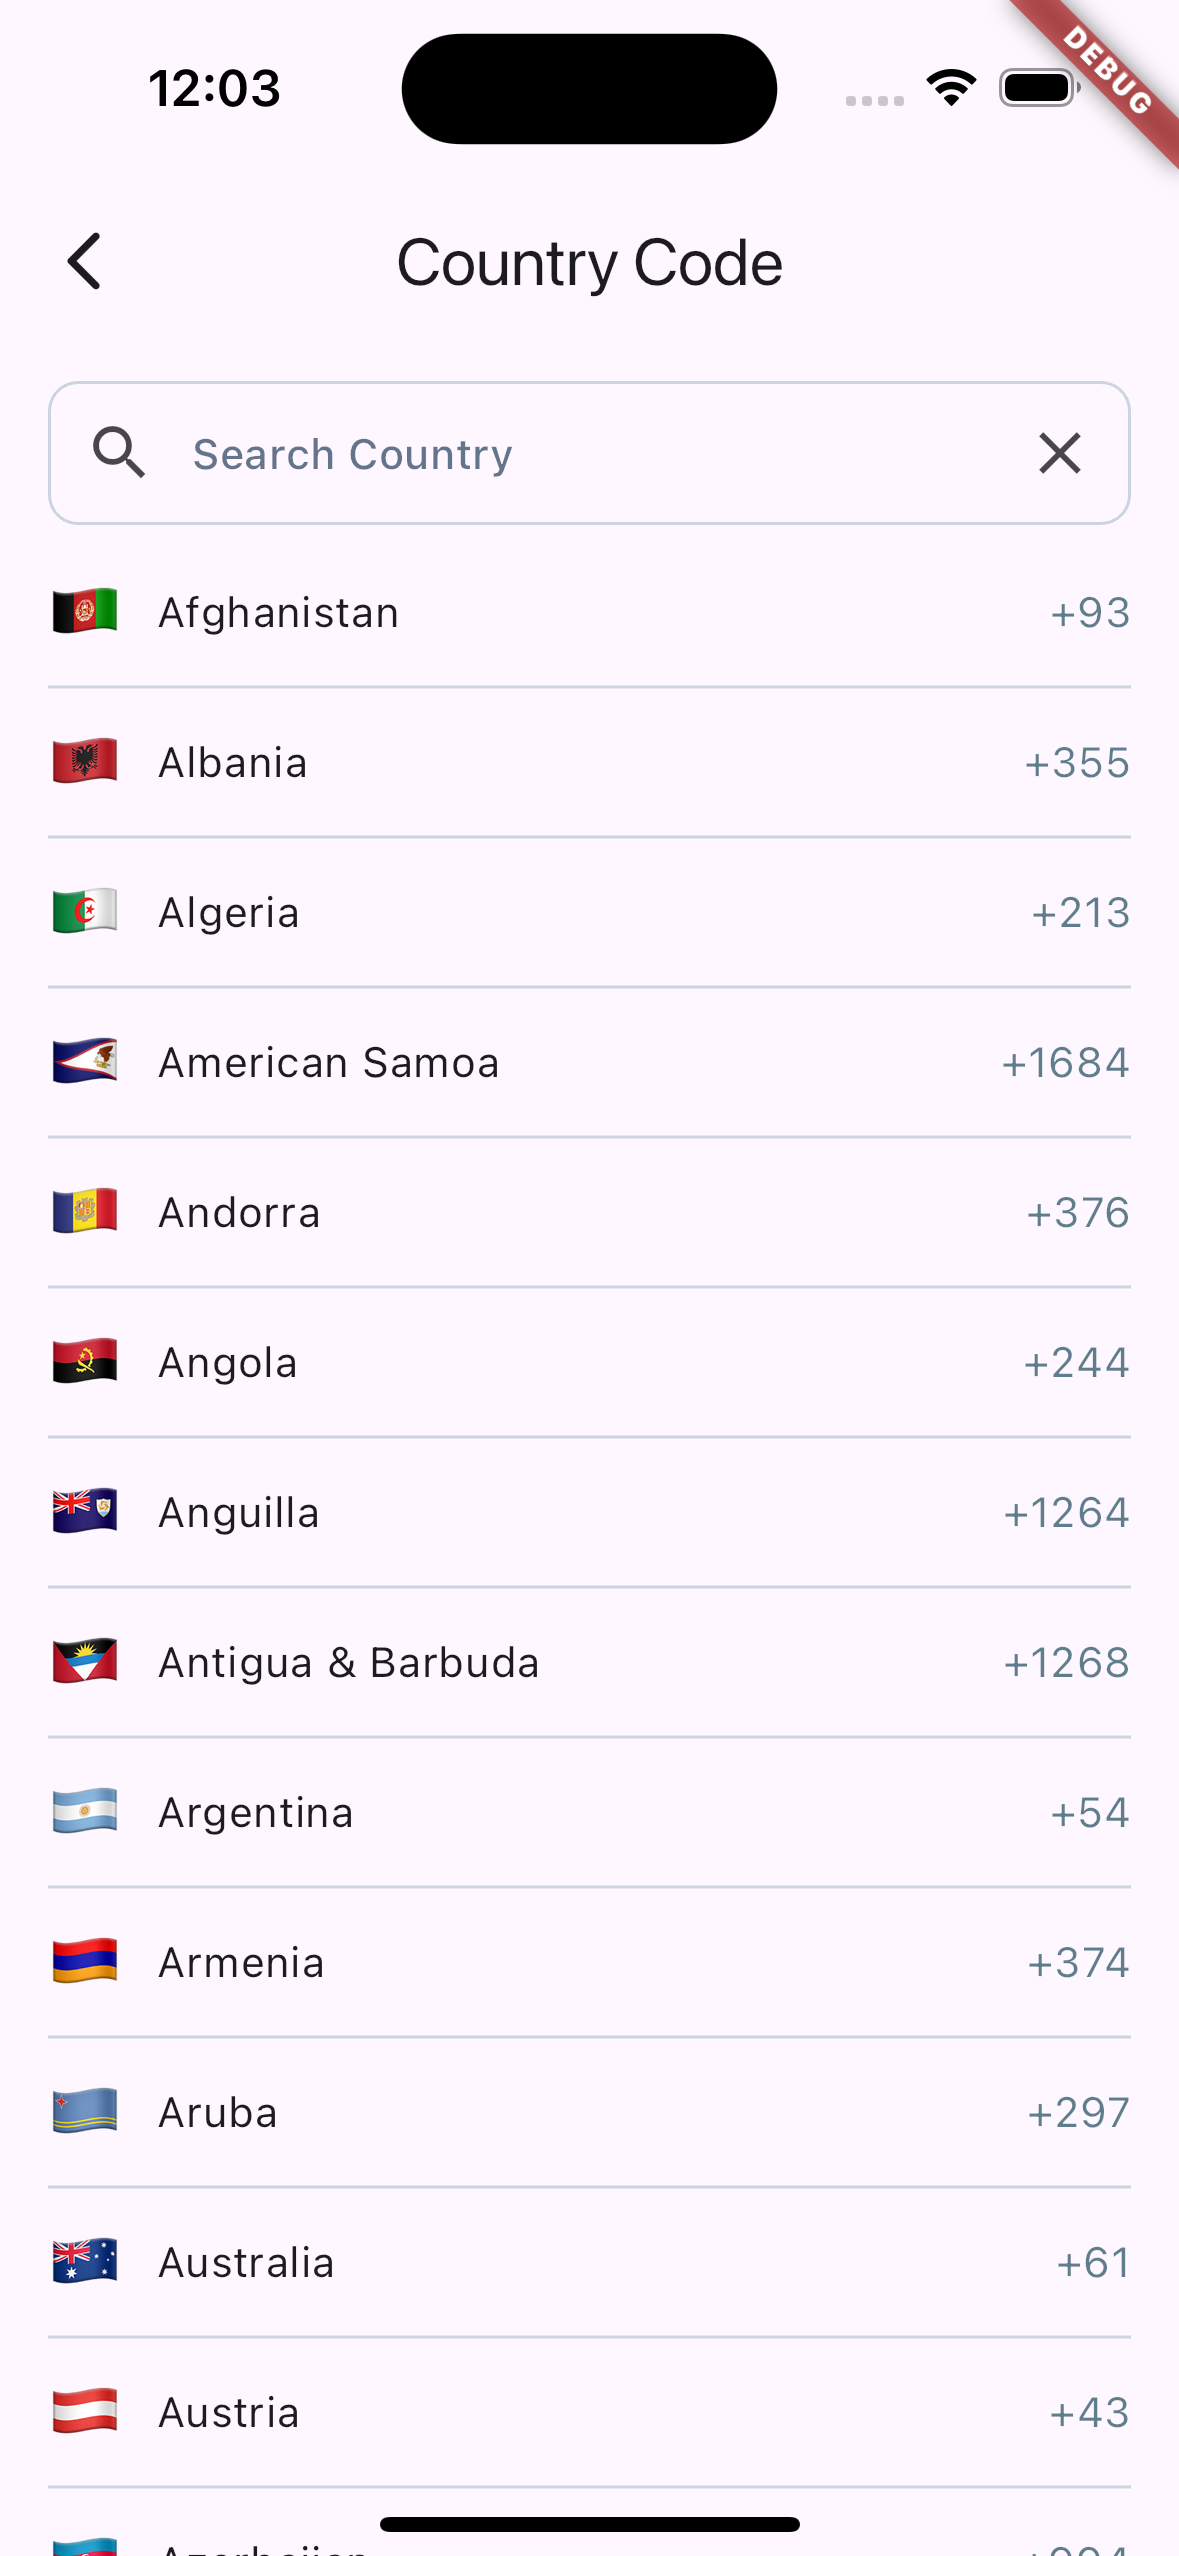 12:03
DEBUG
Country Code
Search Country
Afghanistan +93
Albania +355
Algeria +213
American Samoa +1684
Andorra +376
Angola +244
Anguilla +1264
Antigua & Barbuda +1268
Argentina +54
Armenia +374
Aruba +297
Australia +61
Austria +43